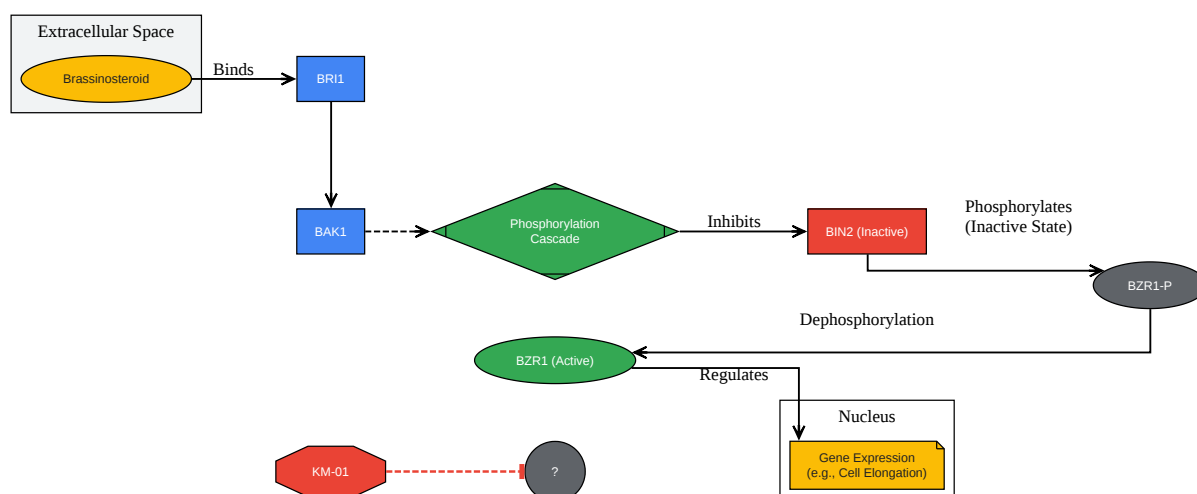 Extracellular Space
Brassinosteroid
Binds
BRI1
BAK1
Phosphorylation
Cascade
Inhibits
BIN2 (Inactive)
Phosphorylates
(Inactive State)
BZR1-P
Dephosphorylation
BZR1 (Active)
Regulates
Nucleus
Gene Expression
(e.g., Cell Elongation)
KM-01
?